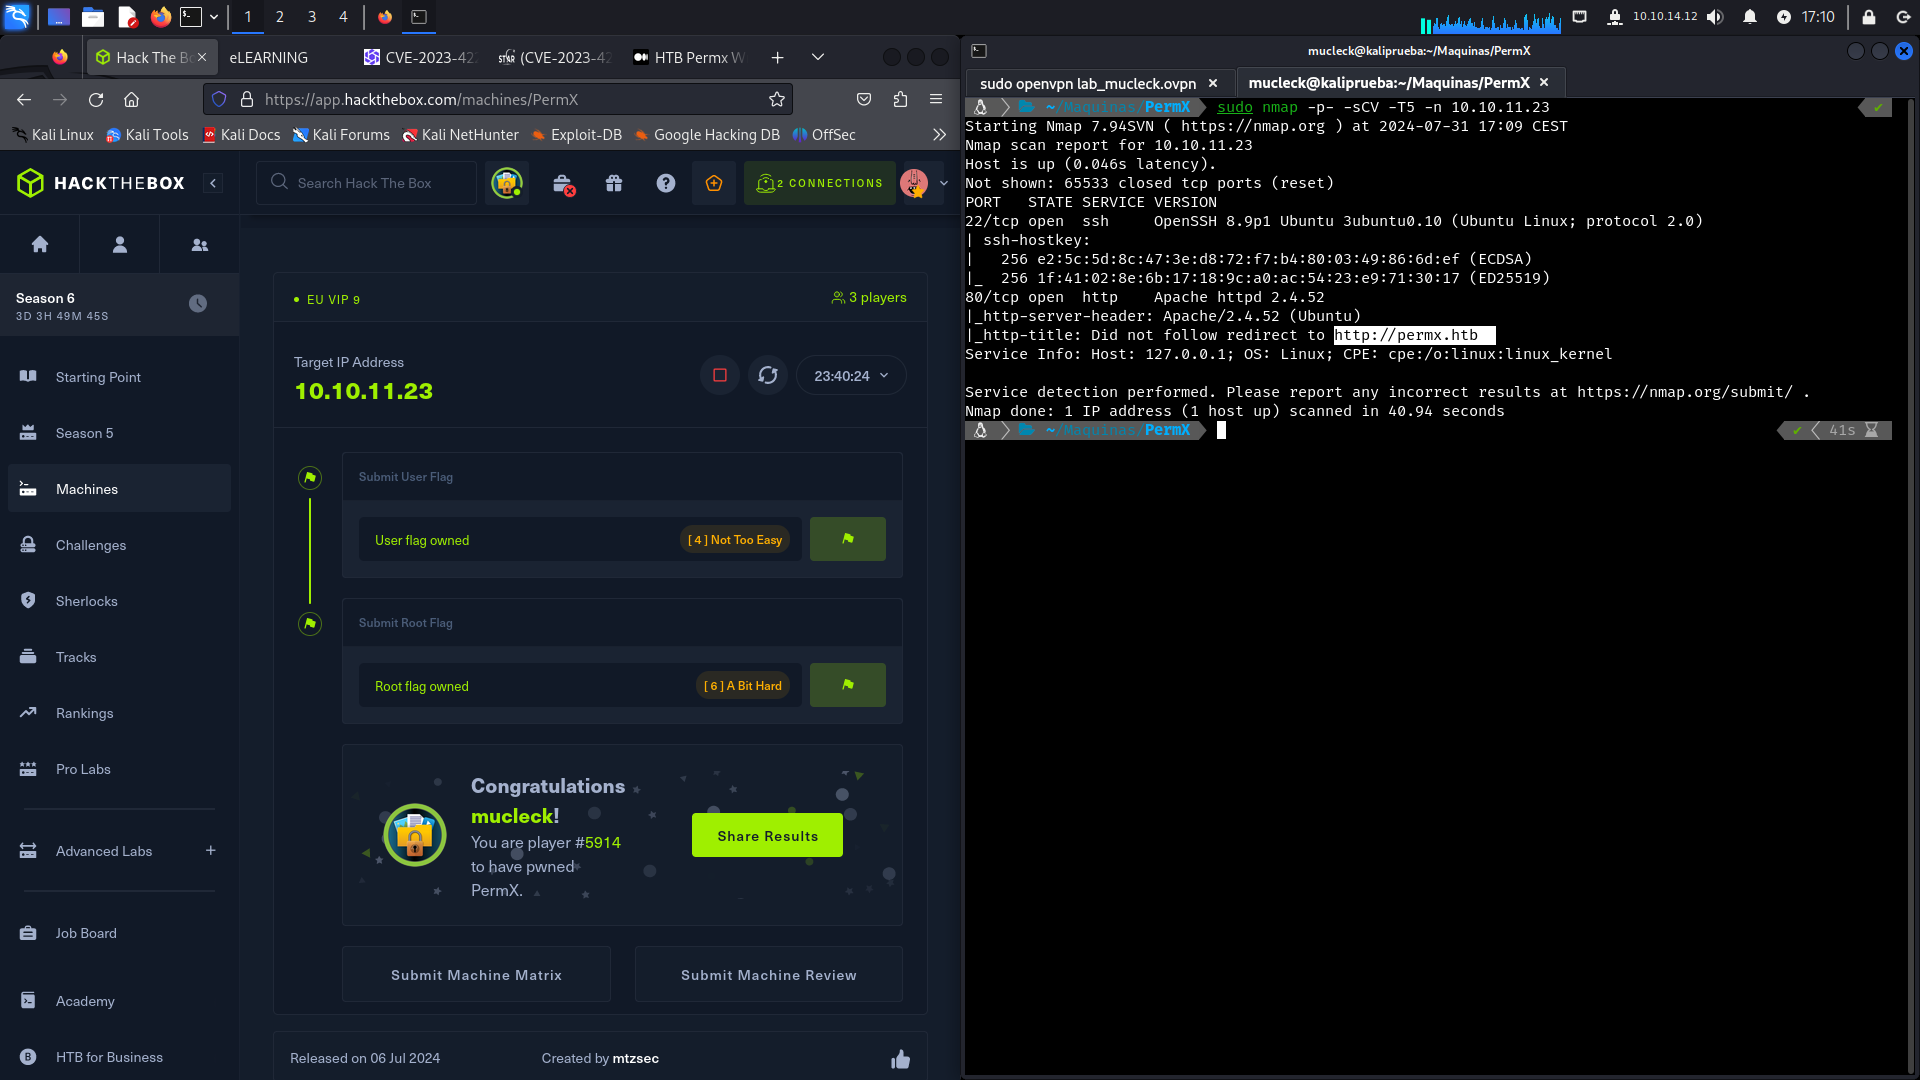 1 2 3 4
10.10.14.12 17:10
Hack The Bo
eLEARNING
CVE-2023-42
(CVE-2023-42
HTB Permx W
https://app.hackthebox.com/machines/PermX
Kali Linux Kali Tools Kali Docs Kali Forums Kali NetHunter Exploit-DB Google Hacking DB OffSec
HACKTHEBOX
Search Hack The Box
2 CONNECTIONS
Season 6
3D 3H 49M 45S
Starting Point
Season 5
Machines
Challenges
Sherlocks
Tracks
Rankings
Pro Labs
Advanced Labs +
Job Board
Academy
HTB for Business
EU VIP 9
3 players
Target IP Address
10.10.11.23
23:40:24
Submit User Flag
User flag owned
[ 4 ] Not Too Easy
Submit Root Flag
Root flag owned
[ 6 ] A Bit Hard
Congratulations
mucleck!
You are player #5914
to have pwned
PermX.
Share Results
Submit Machine Matrix
Submit Machine Review
Released on 06 Jul 2024
Created by mtzsec
mucleck@kaliprueba:~/Maquinas/PermX
sudo openvpn lab_mucleck.ovpn
mucleck@kaliprueba:~/Maquinas/PermX
~/Maquinas/PermX sudo nmap -p- -sCV -T5 -n 10.10.11.23
Starting Nmap 7.94SVN ( https://nmap.org ) at 2024-07-31 17:09 CEST
Nmap scan report for 10.10.11.23
Host is up (0.046s latency).
Not shown: 65533 closed tcp ports (reset)
PORT   STATE SERVICE VERSION
22/tcp open  ssh     OpenSSH 8.9p1 Ubuntu 3ubuntu0.10 (Ubuntu Linux; protocol 2.0)
| ssh-hostkey:
|   256 e2:5c:5d:8c:47:3e:d8:72:f7:b4:80:03:49:86:6d:ef (ECDSA)
|_  256 1f:41:02:8e:6b:17:18:9c:a0:ac:54:23:e9:71:30:17 (ED25519)
80/tcp open  http    Apache httpd 2.4.52
|_http-server-header: Apache/2.4.52 (Ubuntu)
|_http-title: Did not follow redirect to http://permx.htb
Service Info: Host: 127.0.0.1; OS: Linux; CPE: cpe:/o:linux:linux_kernel
Service detection performed. Please report any incorrect results at https://nmap.org/submit/ .
Nmap done: 1 IP address (1 host up) scanned in 40.94 seconds
~/Maquinas/PermX
41s